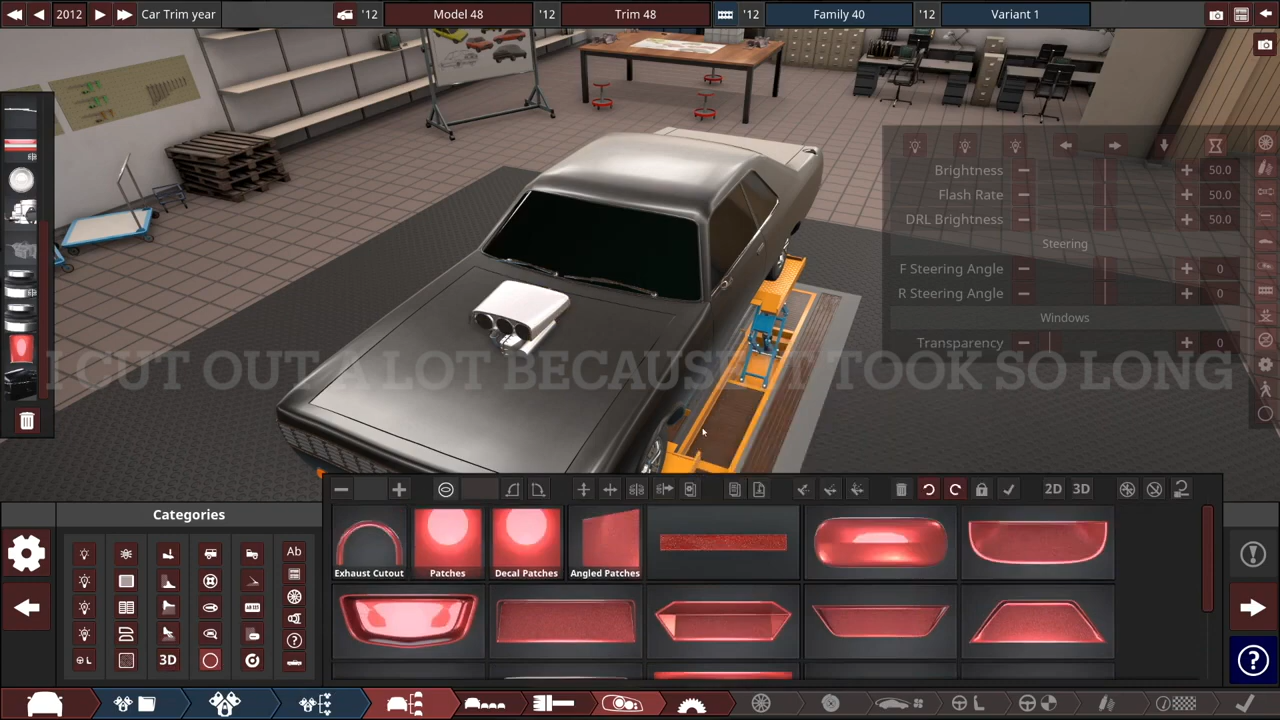 2012 Car Trim year '12 Model 48 '12 Trim 48 '12 Family 40 '12 Variant 1
Brightness 50.0
Flash Rate 50.0
DRL Brightness 50.0
Steering
F Steering Angle 0
R Steering Angle 0
Windows
Transparency 0
I CUT OUT A LOT BECAUSE IT TOOK SO LONG
2D 3D
Categories
Exhaust Cutout Patches Decal Patches Angled Patches
Ab
L 3D